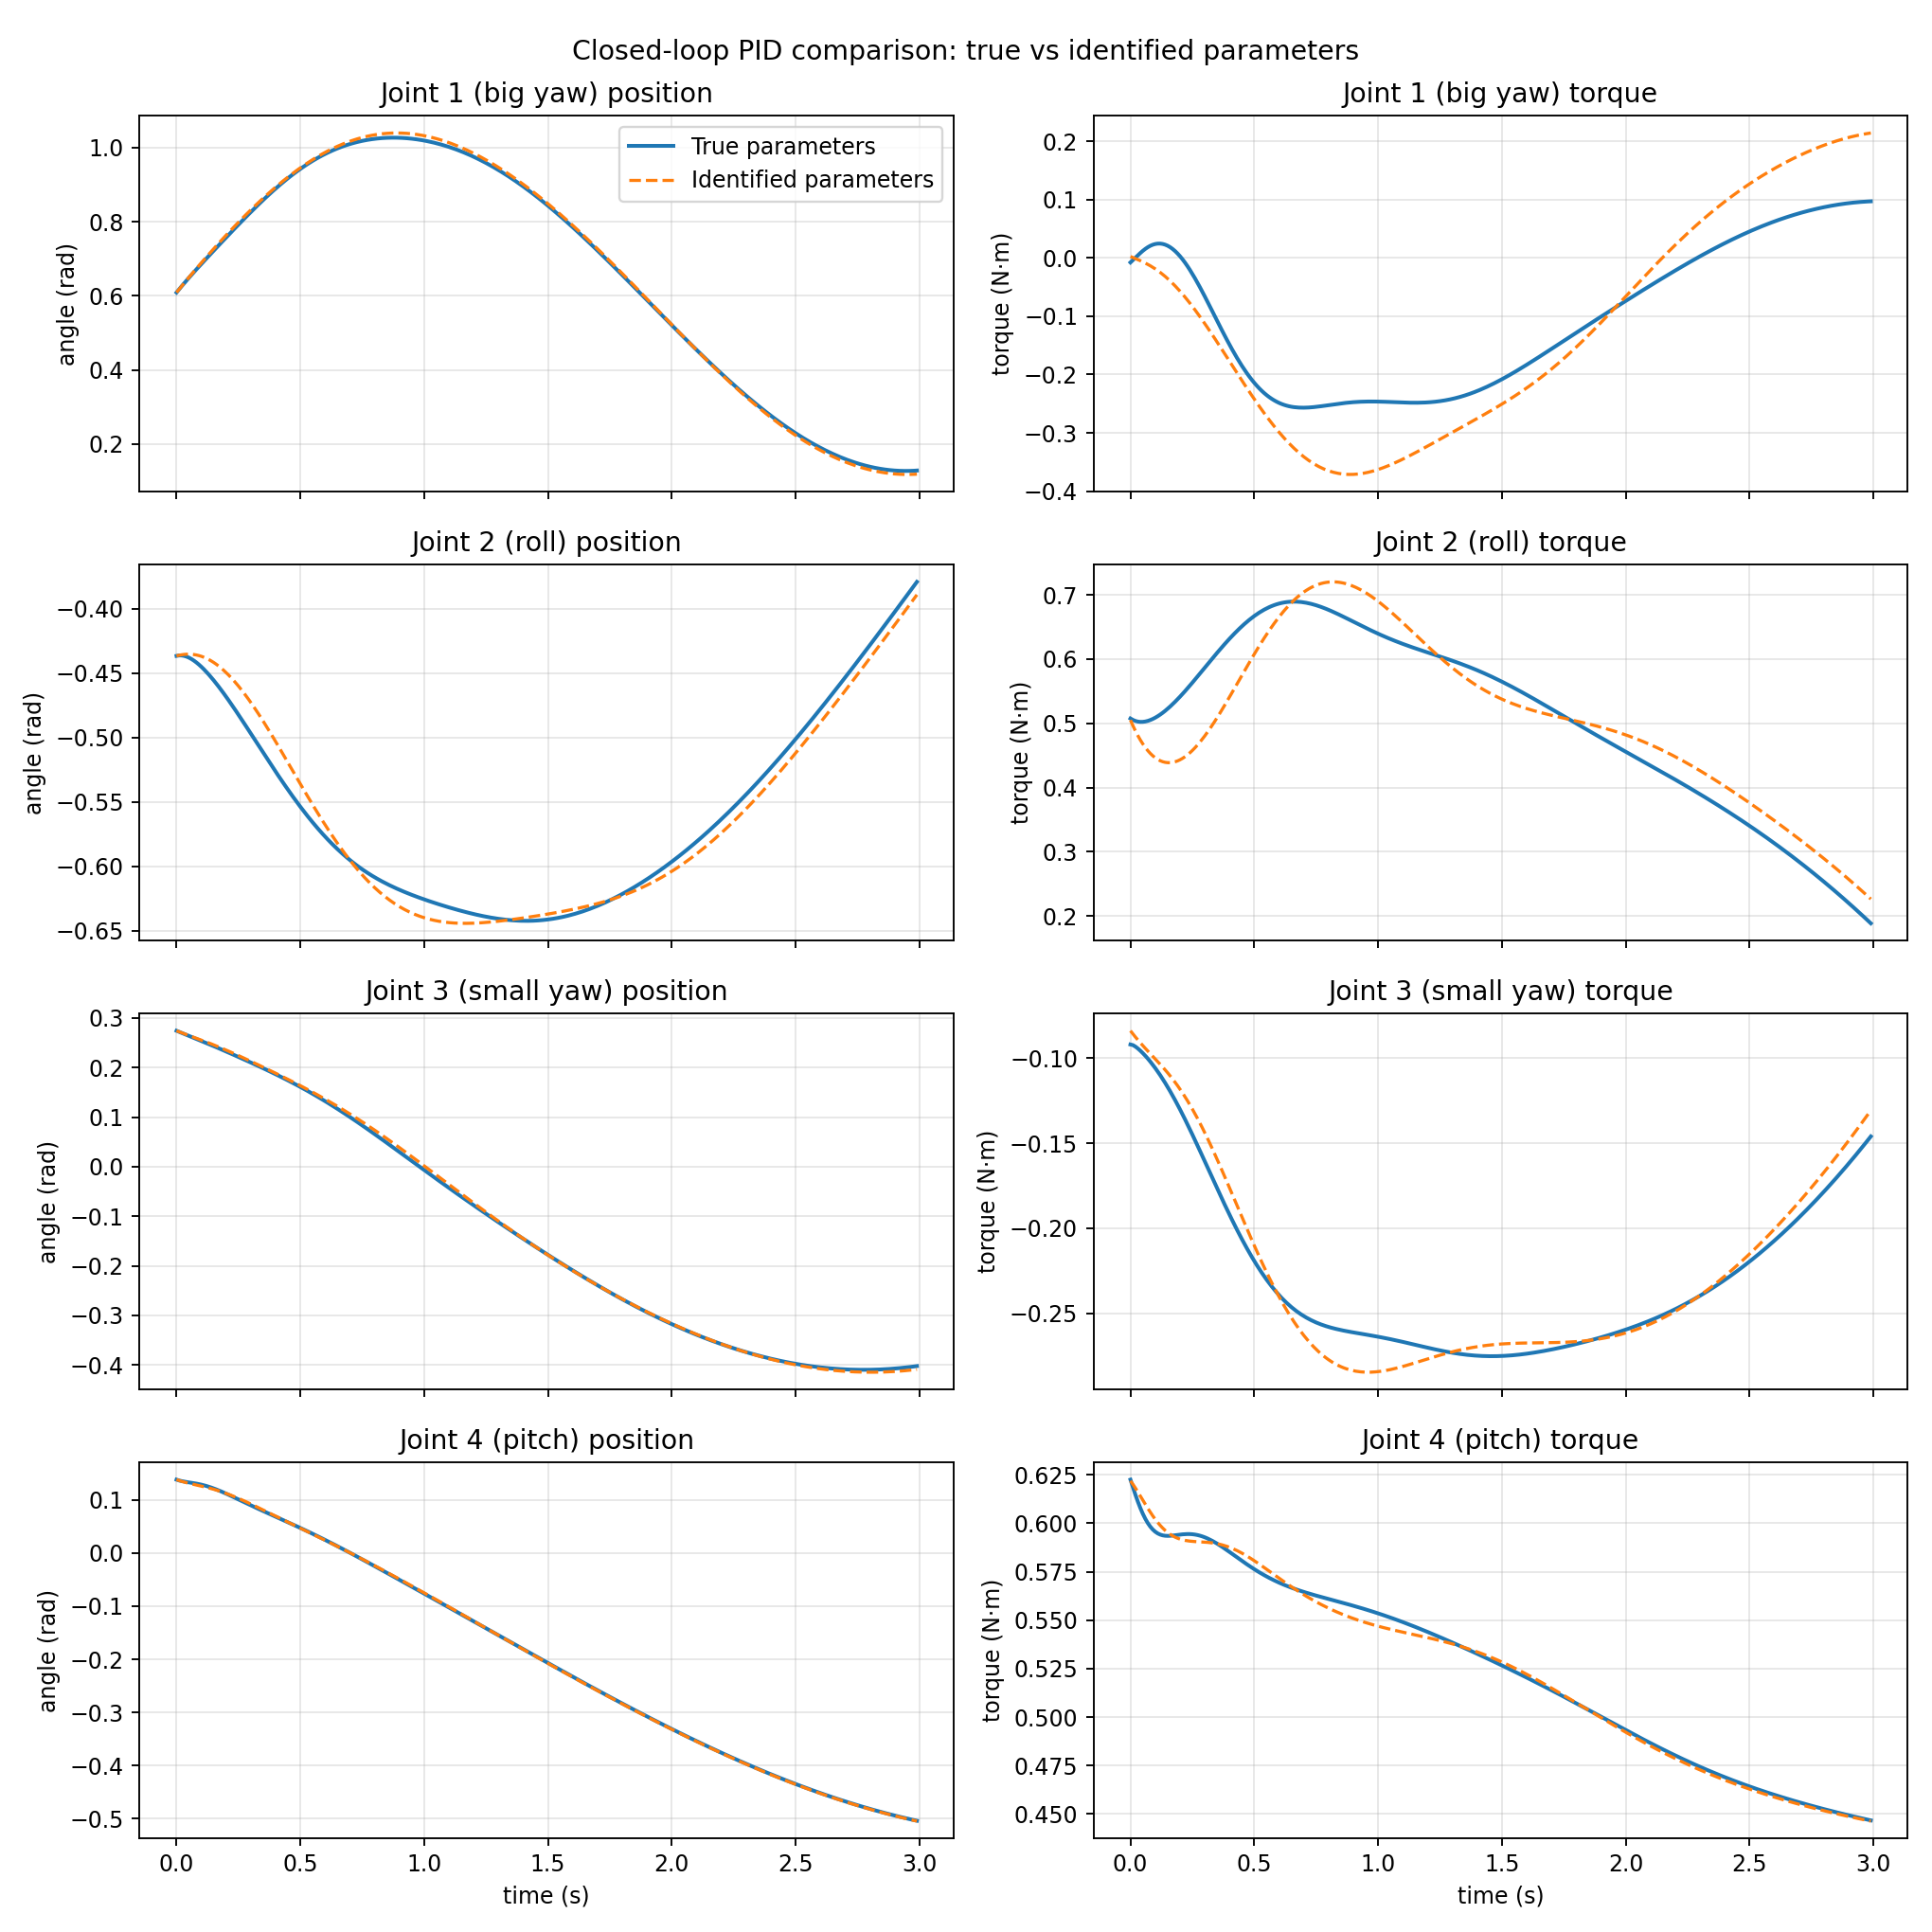 Closed-loop PID comparison: true vs identified parameters
Joint 1 (big yaw) position
True parameters
Identified parameters
angle (rad)
1.0
0.8
0.6
0.4
0.2
Joint 1 (big yaw) torque
torque (N·m)
0.2
0.1
0.0
−0.1
−0.2
−0.3
−0.4
Joint 2 (roll) position
angle (rad)
−0.40
−0.45
−0.50
−0.55
−0.60
−0.65
Joint 2 (roll) torque
torque (N·m)
0.7
0.6
0.5
0.4
0.3
0.2
Joint 3 (small yaw) position
angle (rad)
0.3
0.2
0.1
0.0
−0.1
−0.2
−0.3
−0.4
Joint 3 (small yaw) torque
torque (N·m)
−0.10
−0.15
−0.20
−0.25
Joint 4 (pitch) position
angle (rad)
0.1
0.0
−0.1
−0.2
−0.3
−0.4
−0.5
0.0 0.5 1.0 1.5 2.0 2.5 3.0
time (s)
Joint 4 (pitch) torque
torque (N·m)
0.625
0.600
0.575
0.550
0.525
0.500
0.475
0.450
0.0 0.5 1.0 1.5 2.0 2.5 3.0
time (s)